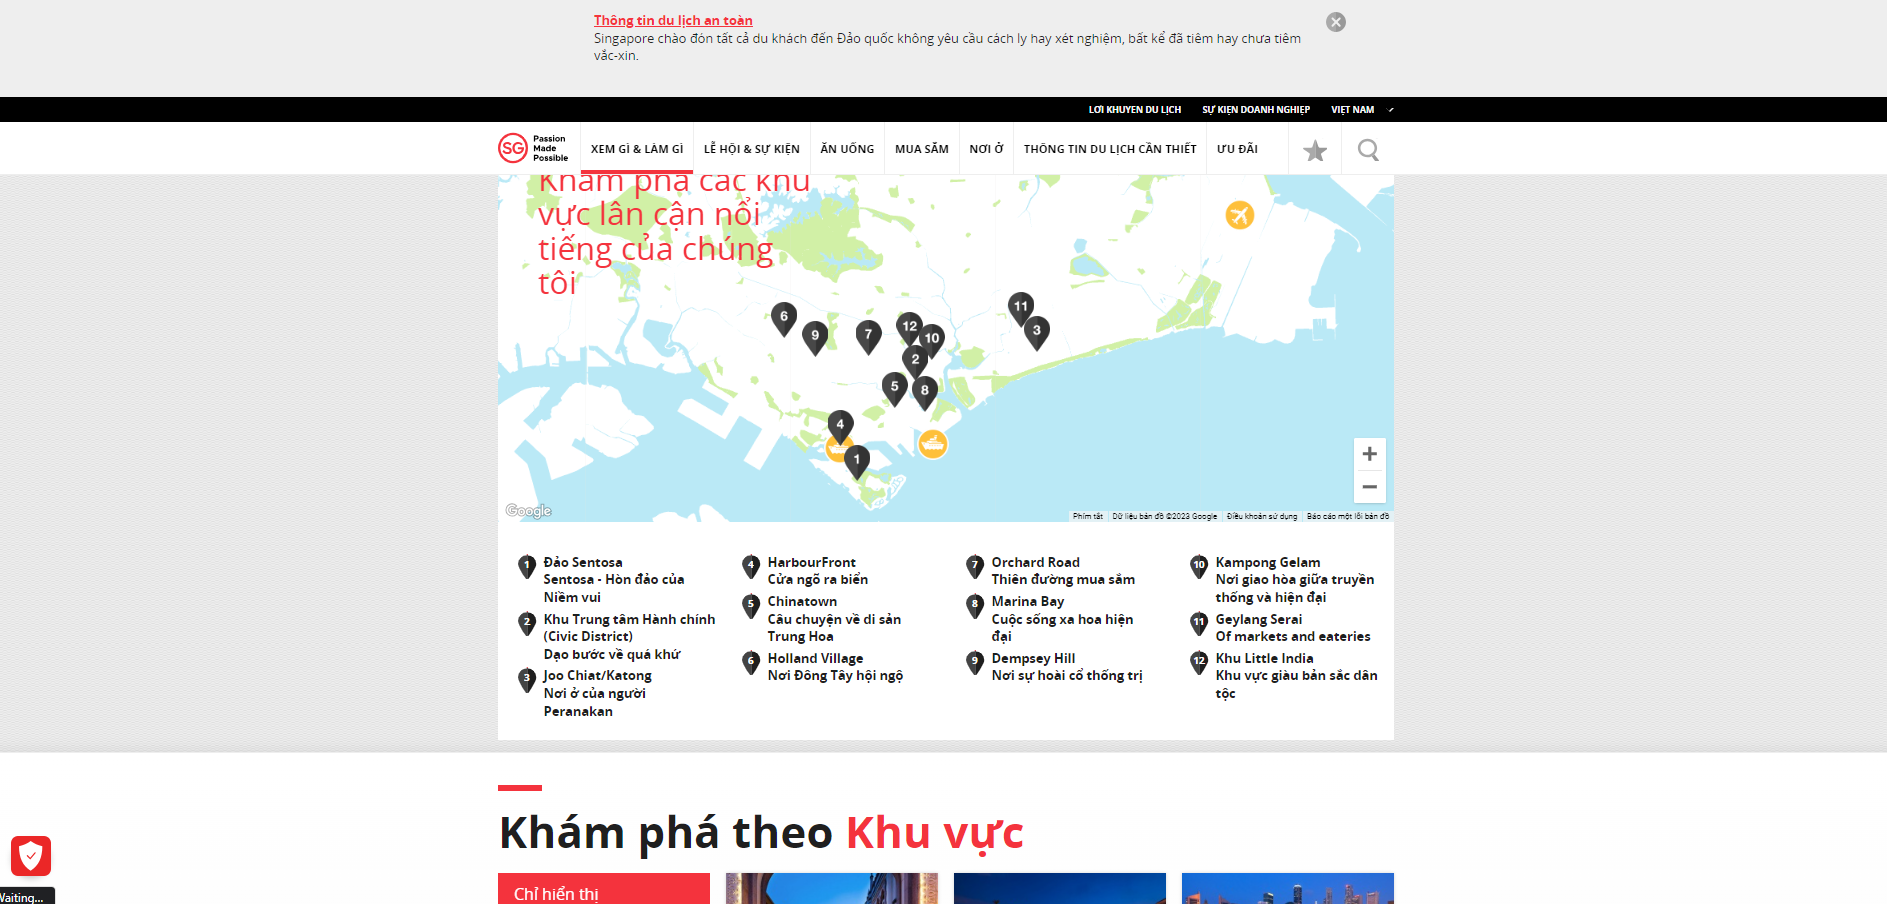 Thông tin du lịch an toàn
Singapore chào đón tất cả du khách đến Đảo quốc không yêu cầu cách ly hay xét nghiệm, bất kể đã tiêm hay chưa tiêm
vắc-xin.
LỜI KHUYÊN DU LỊCH SỰ KIỆN DOANH NGHIỆP VIỆT NAM
SG Passion
Made
Possible
XEM GÌ & LÀM GÌ LỄ HỘI & SỰ KIỆN ĂN UỐNG MUA SẮM NƠI Ở THÔNG TIN DU LỊCH CẦN THIẾT ƯU ĐÃI
Khám phá các khu
vực lân cận nổi
tiếng của chúng
tôi
11
6
12
3
9
7
10
2
5
8
4
1
Google
Phím tắt Dữ liệu bản đồ ©2023 Google Điều khoản sử dụng Báo cáo một lỗi bản đồ
1 Đảo Sentosa
Sentosa - Hòn đảo của
Niềm vui
2 Khu Trung tâm Hành chính
(Civic District)
Dạo bước về quá khứ
3 Joo Chiat/Katong
Nơi ở của người
Peranakan
4 HarbourFront
Cửa ngõ ra biển
5 Chinatown
Câu chuyện về di sản
Trung Hoa
6 Holland Village
Nơi Đông Tây hội ngộ
7 Orchard Road
Thiên đường mua sắm
8 Marina Bay
Cuộc sống xa hoa hiện
đại
9 Dempsey Hill
Nơi sự hoài cổ thống trị
10 Kampong Gelam
Nơi giao hòa giữa truyền
thống và hiện đại
11 Geylang Serai
Of markets and eateries
12 Khu Little India
Khu vực giàu bản sắc dân
tộc
Khám phá theo Khu vực
Chỉ hiển thị
Waiting...